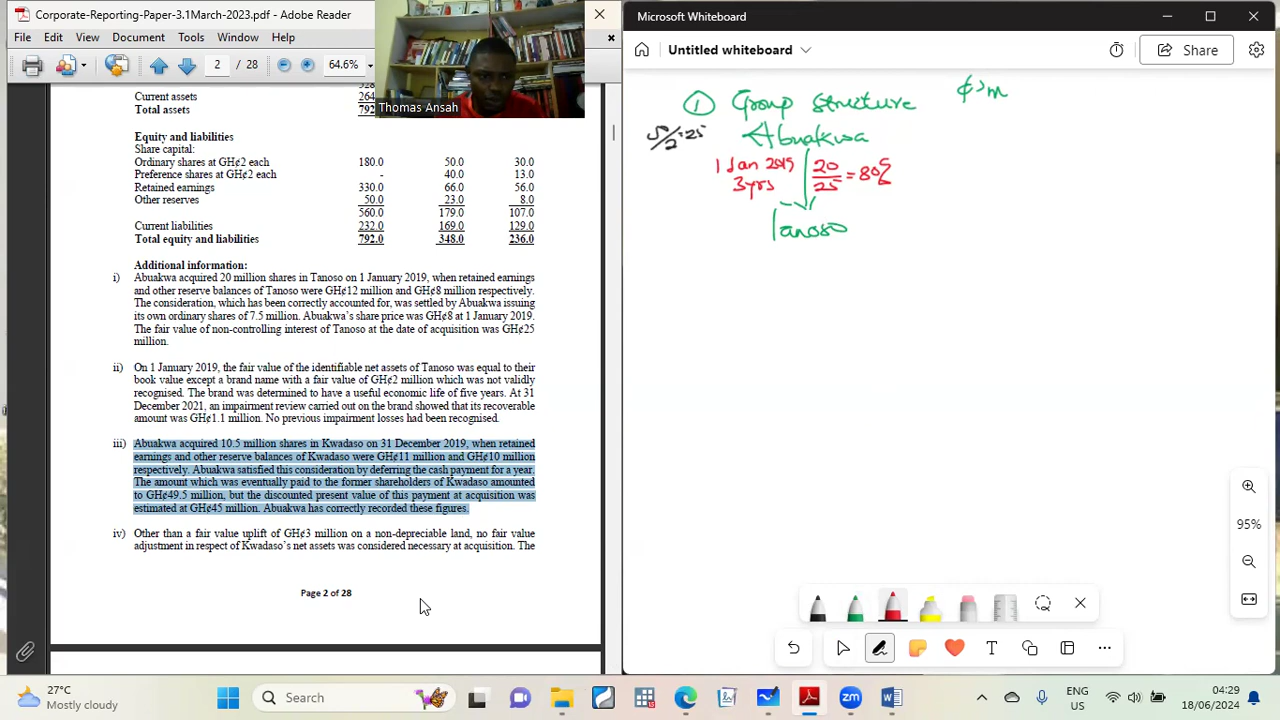 Corporate-Reporting-Paper-3.1March-2023.pdf - Adobe Reader
File Edit View Document Tools Window Help
2 / 28 64.6%
Thomas Ansah
Current assets 264
Total assets 792
Equity and liabilities
Share capital:
Ordinary shares at GH¢2 each 180.0 50.0 30.0
Preference shares at GH¢2 each - 40.0 13.0
Retained earnings 330.0 66.0 56.0
Other reserves 50.0 23.0 8.0
560.0 179.0 107.0
Current liabilities 232.0 169.0 129.0
Total equity and liabilities 792.0 348.0 236.0
Additional information:
i) Abuakwa acquired 20 million shares in Tanoso on 1 January 2019, when retained earnings
and other reserve balances of Tanoso were GH¢12 million and GH¢8 million respectively.
The consideration, which has been correctly accounted for, was settled by Abuakwa issuing
its own ordinary shares of 7.5 million. Abuakwa's share price was GH¢8 at 1 January 2019.
The fair value of non-controlling interest of Tanoso at the date of acquisition was GH¢25
million.
ii) On 1 January 2019, the fair value of the identifiable net assets of Tanoso was equal to their
book value except a brand name with a fair value of GH¢2 million which was not validly
recognised. The brand was determined to have a useful economic life of five years. At 31
December 2021, an impairment review carried out on the brand showed that its recoverable
amount was GH¢1.1 million. No previous impairment losses had been recognised.
iii) Abuakwa acquired 10.5 million shares in Kwadaso on 31 December 2019, when retained
earnings and other reserve balances of Kwadaso were GH¢11 million and GH¢10 million
respectively. Abuakwa satisfied this consideration by deferring the cash payment for a year.
The amount which was eventually paid to the former shareholders of Kwadaso amounted
to GH¢49.5 million, but the discounted present value of this payment at acquisition was
estimated at GH¢45 million. Abuakwa has correctly recorded these figures.
iv) Other than a fair value uplift of GH¢3 million on a non-depreciable land, no fair value
adjustment in respect of Kwadaso's net assets was considered necessary at acquisition. The
Page 2 of 28
Microsoft Whiteboard
Untitled whiteboard
Share
1 Group structure
50/2=25 Abuakwa
1 Jan 2019
3yrs
20/25 = 80%
Tanoso
95%
27°C
Mostly cloudy
Search
ENG
US
04:29
18/06/2024